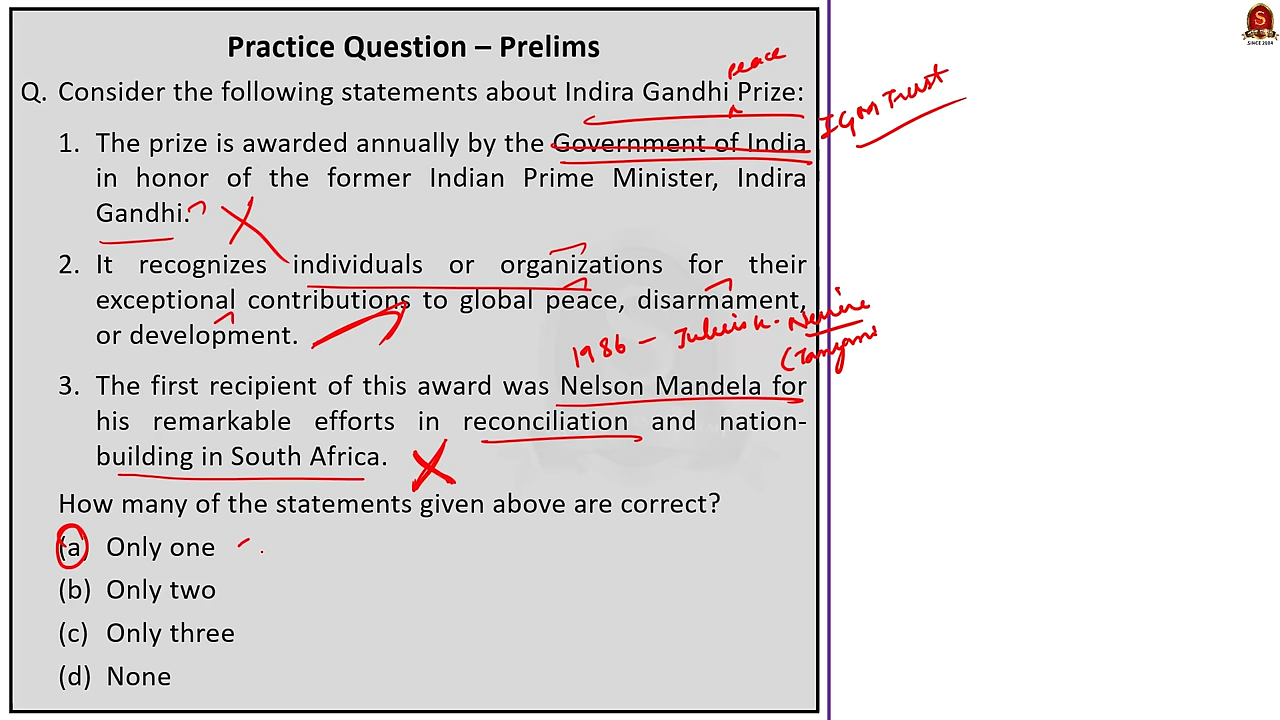 Practice Question – Prelims
peace
Q. Consider the following statements about Indira Gandhi Prize:
IGM Trust
1. The prize is awarded annually by the Government of India
in honor of the former Indian Prime Minister, Indira
Gandhi.
2. It recognizes individuals or organizations for their
exceptional contributions to global peace, disarmament,
or development.
1986 –
3. The first recipient of this award was Nelson Mandela for
his remarkable efforts in reconciliation and nation-
building in South Africa.
How many of the statements given above are correct?
(a) Only one
(b) Only two
(c) Only three
(d) None
S
SINCE 2004